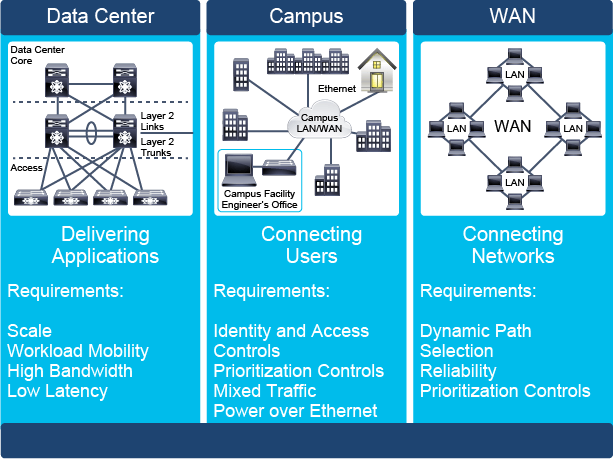 Data Center
Data Center
Core
Layer 2
Links
Layer 2
Trunks
Access
Delivering
Applications
Requirements:
Scale
Workload Mobility
High Bandwidth
Low Latency
Campus
Ethernet
Campus
LAN/WAN
Campus Facility
Engineer's Office
Connecting
Users
Requirements:
Identity and Access
Controls
Prioritization Controls
Mixed Traffic
Power over Ethernet
WAN
LAN
LAN
WAN
LAN
LAN
Connecting
Networks
Requirements:
Dynamic Path
Selection
Reliability
Prioritization Controls